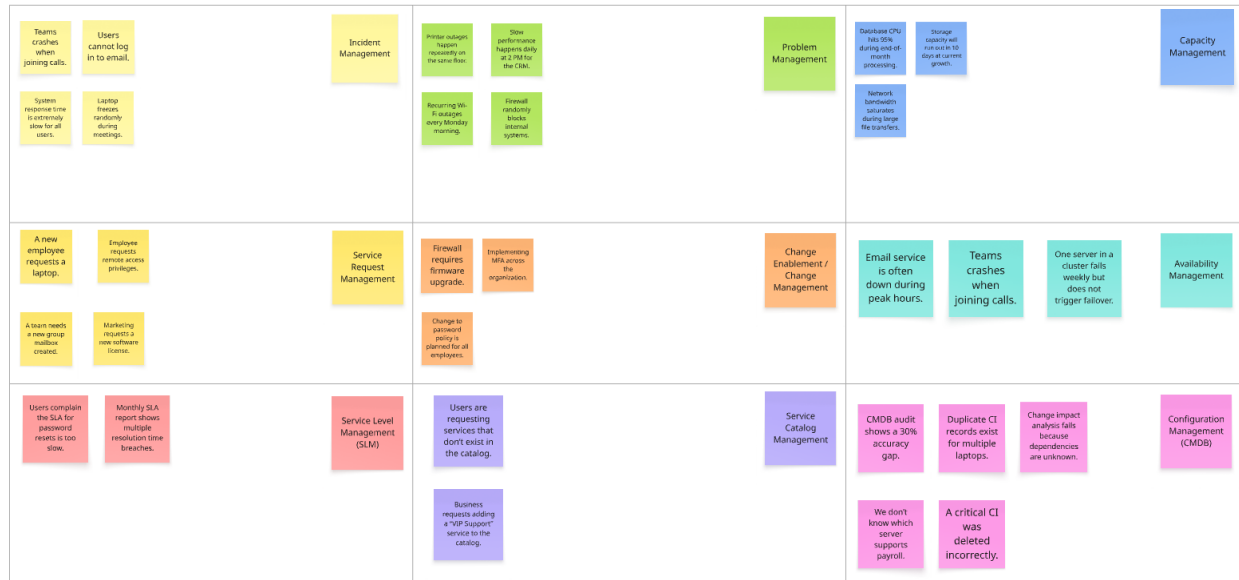 Teams
crashes
when
joining calls.
Users
cannot log
in to email.
Incident
Management
System
response time
is extremely
slow for all
users.
Laptop
freezes
randomly
during
meetings.
Printer outages
happen
repeatedly on
the same floor.
Slow
performance
happens daily
at 2 PM for
the CRM.
Problem
Management
Recurring Wi-
Fi outages
every Monday
morning.
Firewall
randomly
blocks
internal
systems.
Database CPU
hits 95%
during end-of-
month
processing.
Storage
capacity will
run out in 10
days at current
growth.
Capacity
Management
Network
bandwidth
saturates
during large
file transfers.
A new
employee
requests a
laptop.
Employee
requests
remote access
privileges.
Service
Request
Management
A team needs
a new group
mailbox
created.
Marketing
requests a
new software
license.
Firewall
requires
firmware
upgrade.
Implementing
MFA across
the
organization.
Change
Enablement /
Change
Management
Change to
password
policy is
planned for all
employees.
Email service
is often
down during
peak hours.
Teams
crashes
when
joining calls.
One server in
a cluster fails
weekly but
does not
trigger failover.
Availability
Management
Users complain
the SLA for
password
resets is too
slow.
Monthly SLA
report shows
multiple
resolution time
breaches.
Service Level
Management
(SLM)
Users are
requesting
services that
don't exist in
the catalog.
Service
Catalog
Management
Business
requests adding
a "VIP Support"
service to the
catalog.
CMDB audit
shows a 30%
accuracy
gap.
Duplicate CI
records exist
for multiple
laptops.
Change impact
analysis fails
because
dependencies
are unknown.
Configuration
Management
(CMDB)
We don't
know which
server
supports
payroll.
A critical CI
was
deleted
incorrectly.